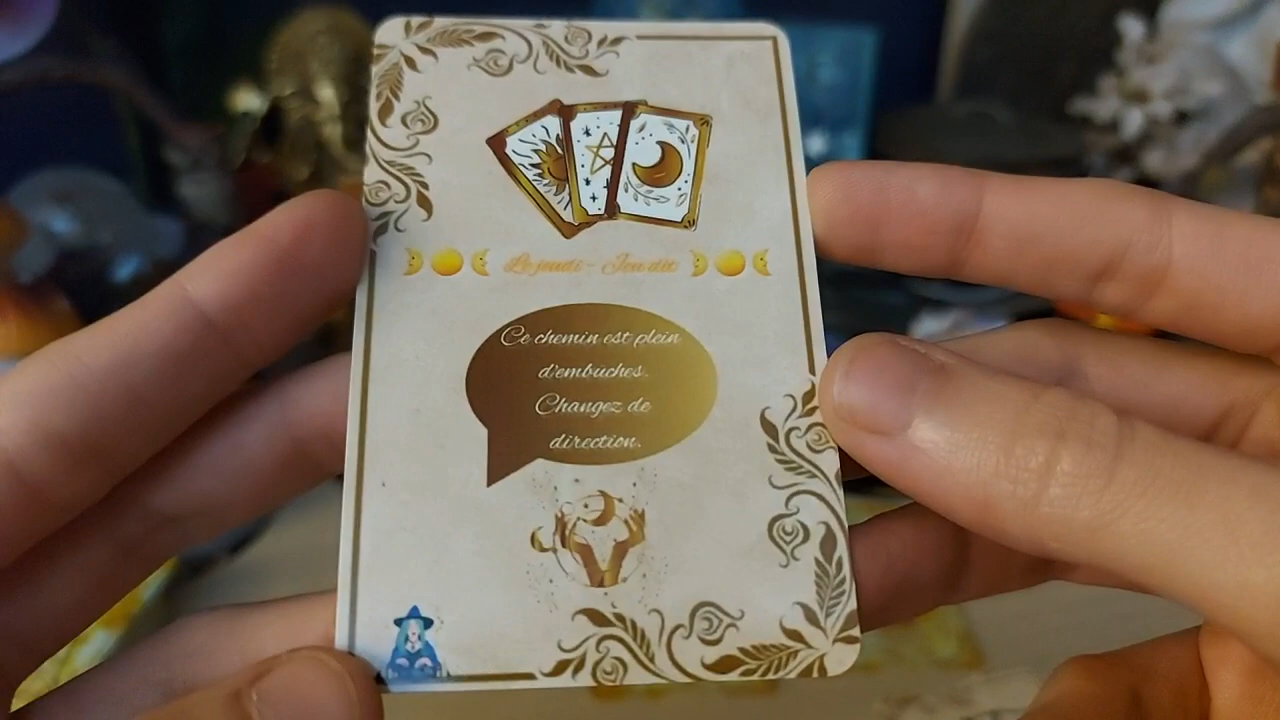 Le jeudi - Jeu dit
Ce chemin est plein
d'embuches.
Changez de
direction.